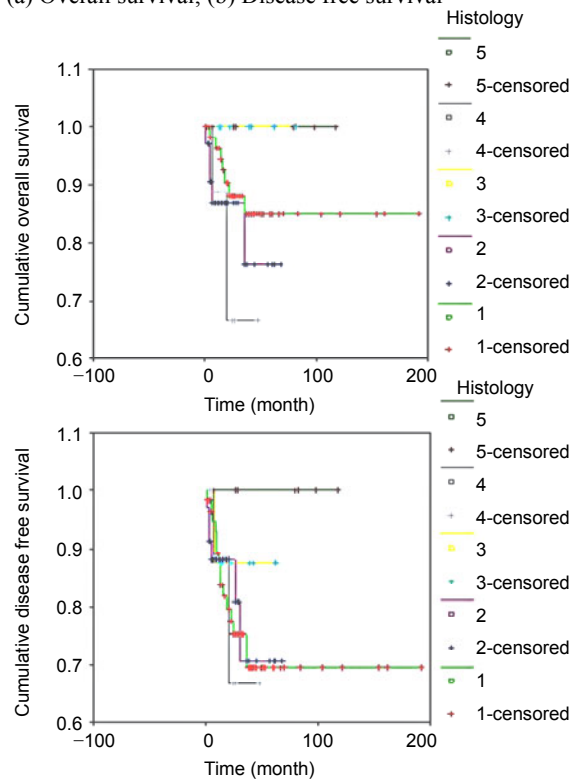 (a) Overall survival; (b) Disease free survival
Histology
5
5-censored
4
4-censored
3
3-censored
2
2-censored
1
1-censored
Cumulative overall survival
1.1
1.0
0.9
0.8
0.7
0.6
−100 0 100 200
Time (month)
Histology
5
5-censored
4
4-censored
3
3-censored
2
2-censored
1
1-censored
Cumulative disease free survival
1.1
1.0
0.9
0.8
0.7
0.6
−100 0 100 200
Time (month)